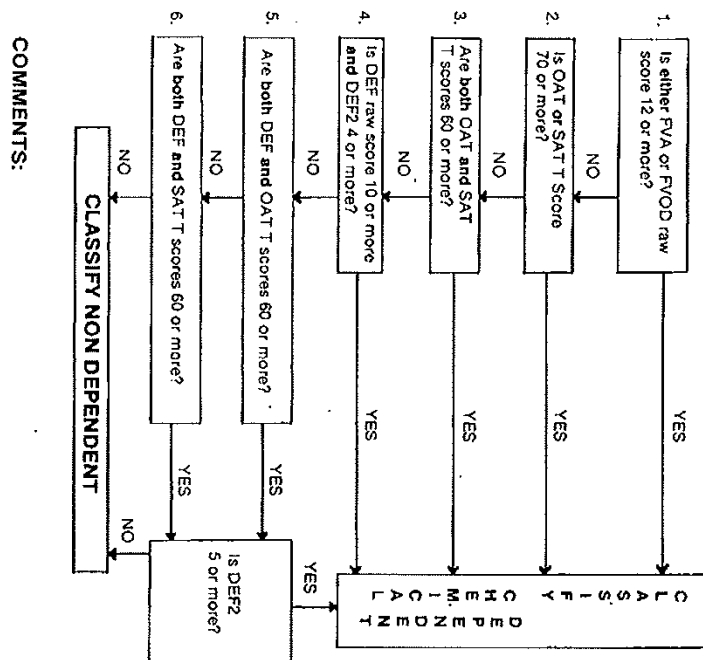 1. Is either FVA or FVOD raw
score 12 or more?
YES
NO
2. Is OAT or SAT T Score
70 or more?
YES
NO
3. Are both OAT and SAT
T scores 60 or more?
YES
NO
4. Is DEF raw score 10 or more
and DEF2 4 or more?
YES
NO
5. Are both DEF and OAT T scores 60 or more?
YES
NO
6. Are both DEF and SAT T scores 60 or more?
YES
NO
Is DEF2
5 or more?
YES
NO
CLASSIFY
CHEMICAL
DEPENDENT
CLASSIFY NON DEPENDENT
COMMENTS: